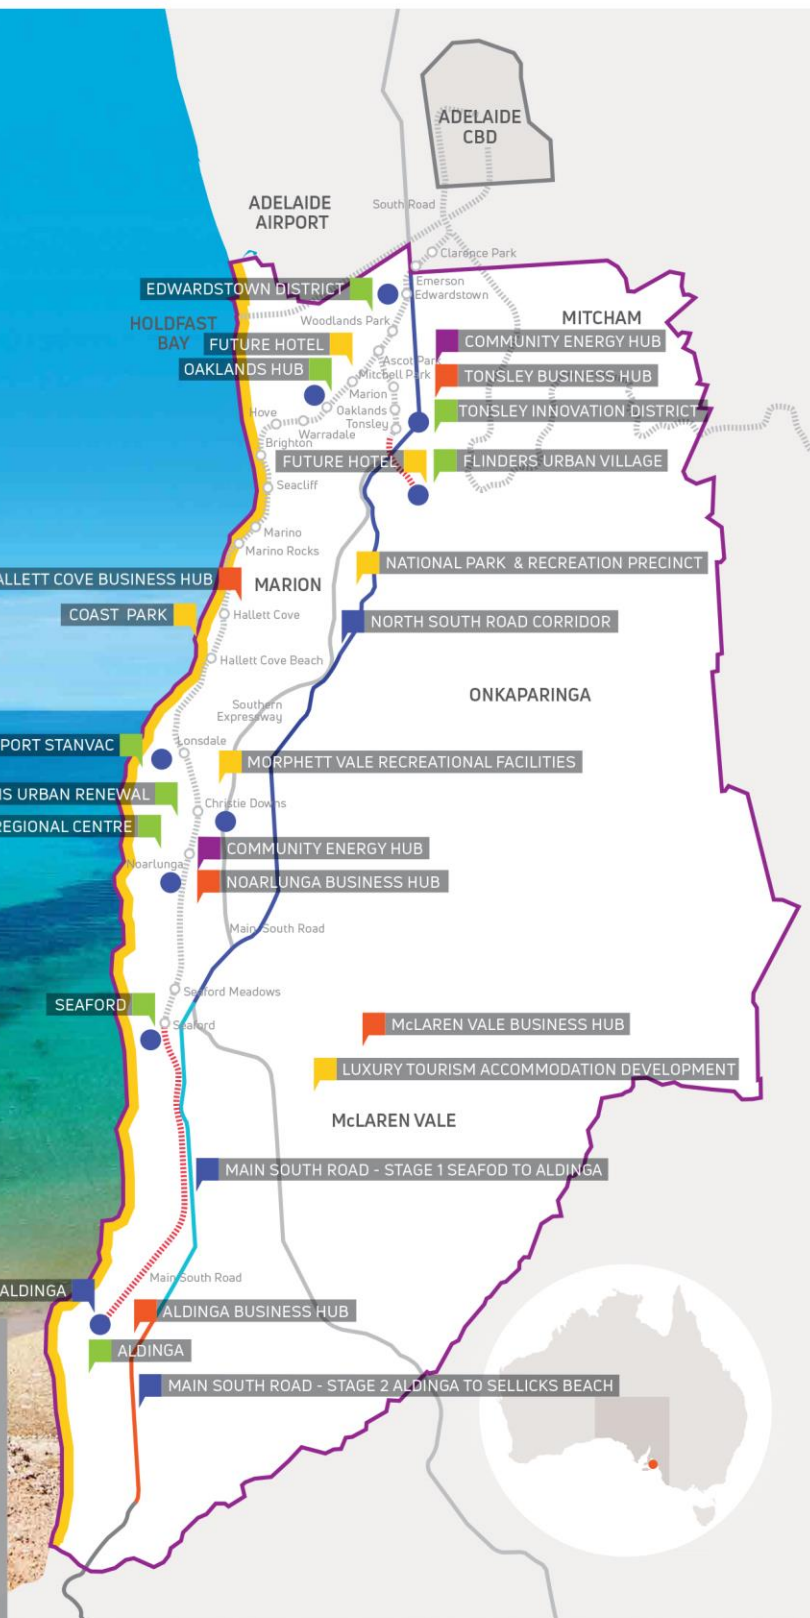 ADELAIDE
CBD
ADELAIDE
AIRPORT
South Road
Clarence Park
Emerson
EDWARDSTOWN DISTRICT
Edwardstown
HOLDFAST
BAY
Woodlands Park
MITCHAM
FUTURE HOTEL
COMMUNITY ENERGY HUB
OAKLANDS HUB
Ascot Park
Mitchell Park
TONSLEY BUSINESS HUB
Marion
Hove
Oaklands
TONSLEY INNOVATION DISTRICT
Tonsley
Warradale
Brighton
FUTURE HOTEL
FLINDERS URBAN VILLAGE
Seacliff
Marino
Marino Rocks
NATIONAL PARK & RECREATION PRECINCT
ALLETT COVE BUSINESS HUB
MARION
COAST PARK
Hallett Cove
NORTH SOUTH ROAD CORRIDOR
Hallett Cove Beach
ONKAPARINGA
Southern
Expressway
PORT STANVAC
Lonsdale
MORPHETT VALE RECREATIONAL FACILITIES
NS URBAN RENEWAL
Christie Downs
REGIONAL CENTRE
COMMUNITY ENERGY HUB
Noarlunga
NOARLUNGA BUSINESS HUB
Main South Road
Seaford Meadows
SEAFORD
Seaford
McLAREN VALE BUSINESS HUB
LUXURY TOURISM ACCOMMODATION DEVELOPMENT
McLAREN VALE
MAIN SOUTH ROAD - STAGE 1 SEAFOD TO ALDINGA
Main South Road
ALDINGA
ALDINGA BUSINESS HUB
ALDINGA
MAIN SOUTH ROAD - STAGE 2 ALDINGA TO SELLICKS BEACH